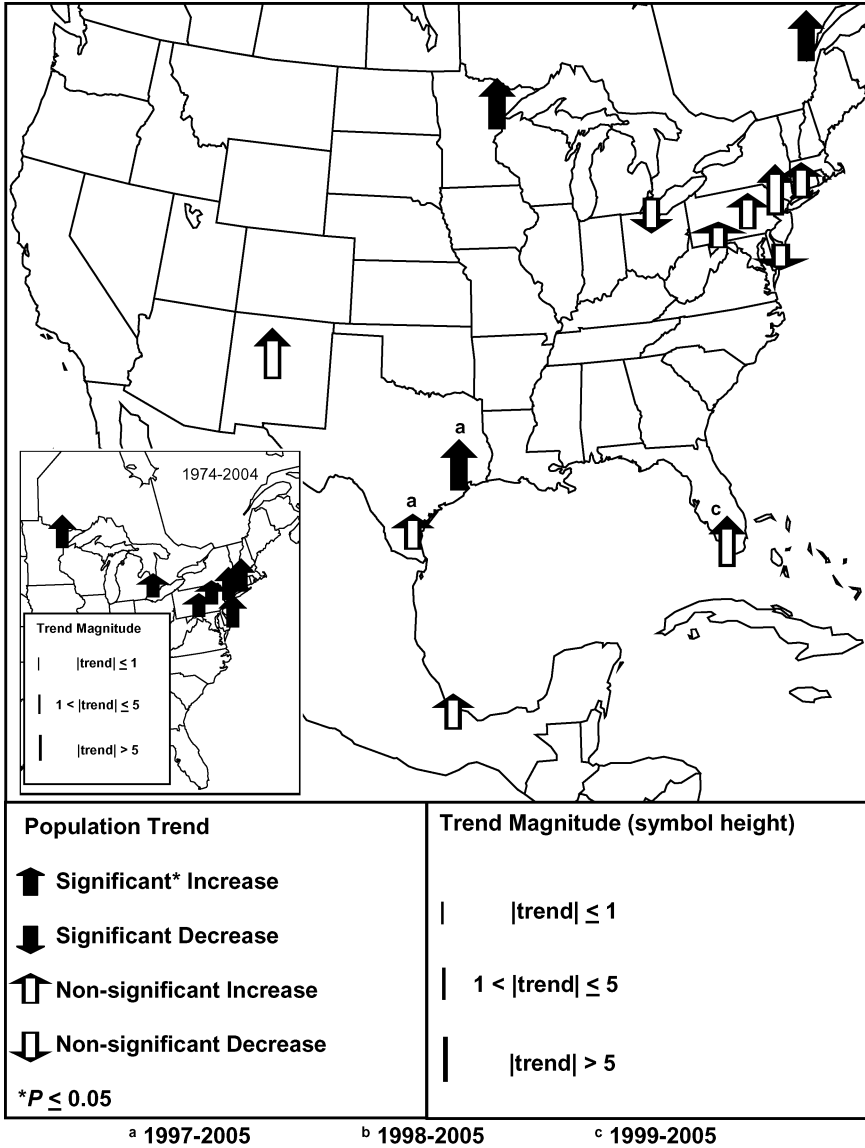 a
a
c
1974-2004
Trend Magnitude
|trend| ≤ 1
1 < |trend| ≤ 5
|trend| > 5
Population Trend
Significant* Increase
Significant Decrease
Non-significant Increase
Non-significant Decrease
*P ≤ 0.05
Trend Magnitude (symbol height)
|trend| ≤ 1
1 < |trend| ≤ 5
|trend| > 5
a 1997-2005 b 1998-2005 c 1999-2005